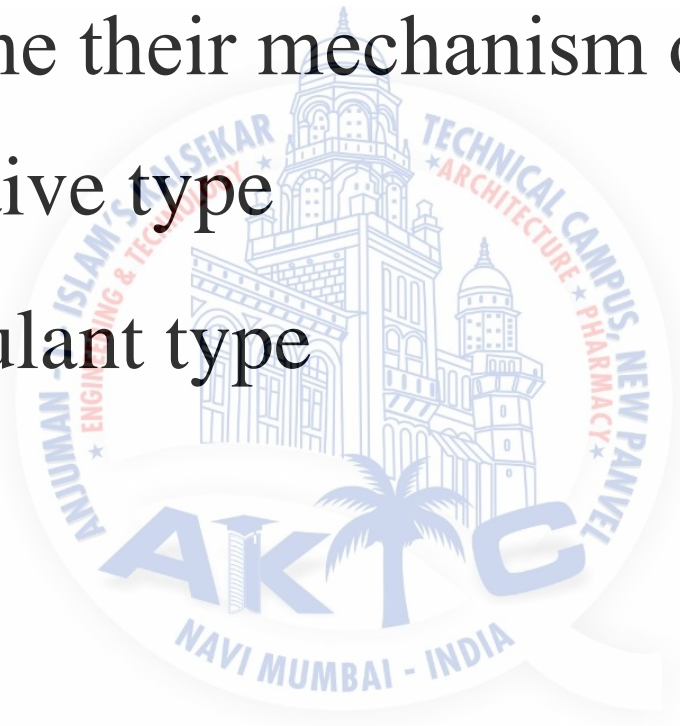 ne their mechanism
ive type
ulant type
ANJUMAN - I - ISLAM'S KALSEKAR TECHNICAL CAMPUS, NEW PANVEL
★ ENGINEERING & TECHNOLOGY ★ ★ ARCHITECTURE ★ PHARMACY ★
AKTC
NAVI MUMBAI - INDIA